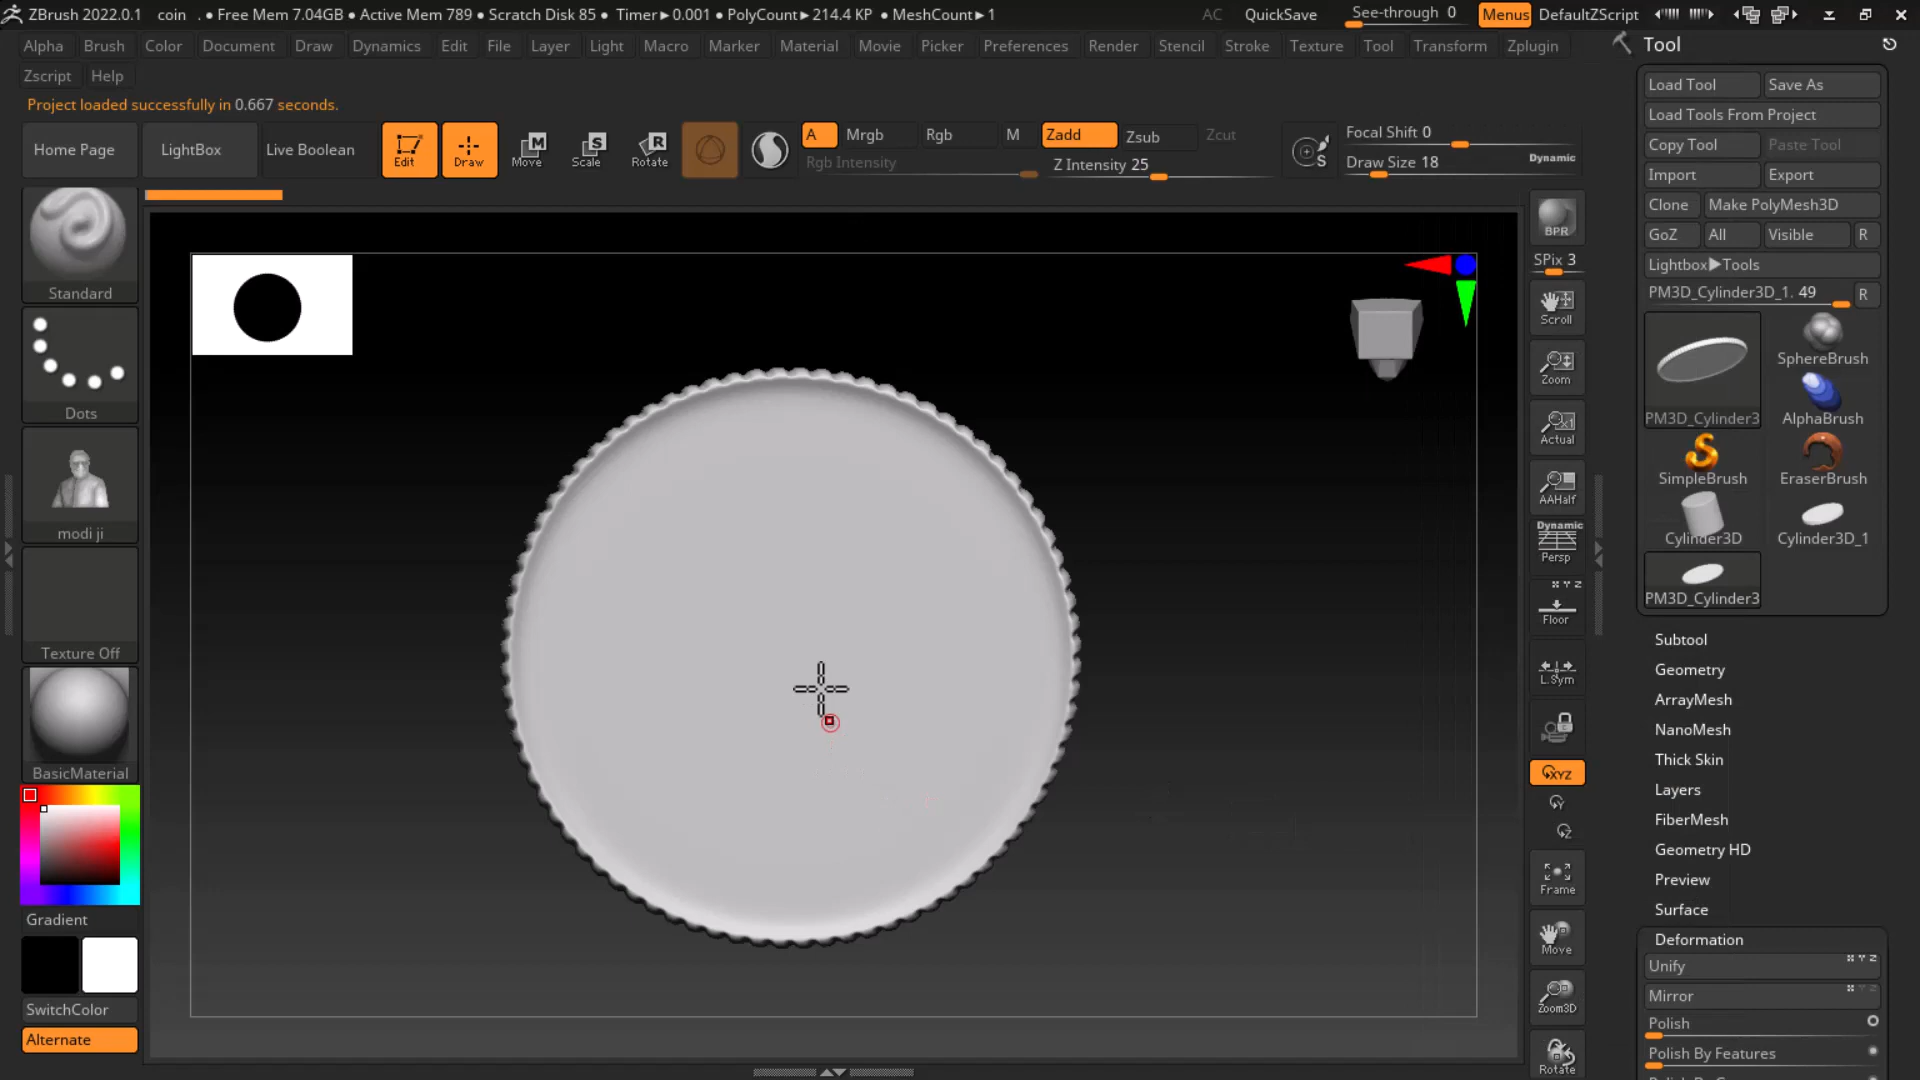 ZBrush 2022.0.1 coin . • Free Mem 7.04GB • Active Mem 789 • Scratch Disk 85 • Timer►0.001 • PolyCount►214.4 KP • MeshCount►1 AC QuickSave See-through 0 Menus DefaultZScript
Alpha Brush Color Document Draw Dynamics Edit File Layer Light Macro Marker Material Movie Picker Preferences Render Stencil Stroke Texture Tool Transform Zplugin
Zscript Help
Project loaded successfully in 0.667 seconds.
Home Page LightBox Live Boolean Edit Draw Move Scale Rotate
A Mrgb Rgb M Zadd Zsub Zcut
Rgb Intensity Z Intensity 25
Focal Shift 0
Draw Size 18 Dynamic
Standard
Dots
modi ji
Texture Off
BasicMaterial
Gradient
SwitchColor
Alternate
BPR
SPix 3
Scroll
Zoom
Actual
AAHalf
Dynamic
Persp
Floor
L.Sym
XYZ
Y
Z
Frame
Move
Zoom3D
Rotate
Tool
Load Tool Save As
Load Tools From Project
Copy Tool Paste Tool
Import Export
Clone Make PolyMesh3D
GoZ All Visible R
Lightbox►Tools
PM3D_Cylinder3D_1. 49 R
PM3D_Cylinder3 SphereBrush
AlphaBrush
SimpleBrush EraserBrush
Cylinder3D Cylinder3D_1
PM3D_Cylinder3
Subtool
Geometry
ArrayMesh
NanoMesh
Thick Skin
Layers
FiberMesh
Geometry HD
Preview
Surface
Deformation
Unify
Mirror
Polish
Polish By Features